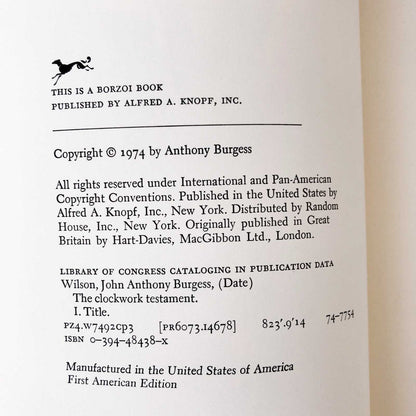 THIS IS A BORZOI BOOK
PUBLISHED BY ALFRED A. KNOPF, INC.
Copyright © 1974 by Anthony Burgess
All rights reserved under International and Pan-American
Copyright Conventions. Published in the United States by
Alfred A. Knopf, Inc., New York. Distributed by Random
House, Inc., New York. Originally published in Great
Britain by Hart-Davies, MacGibbon Ltd., London.
LIBRARY OF CONGRESS CATALOGING IN PUBLICATION DATA
Wilson, John Anthony Burgess, (Date)
The clockwork testament.
I. Title.
PZ4.W7492CP3 [PR6073.I4678] 823'.9'14 74-7754
ISBN 0-394-48438-X
Manufactured in the United States of America
First American Edition